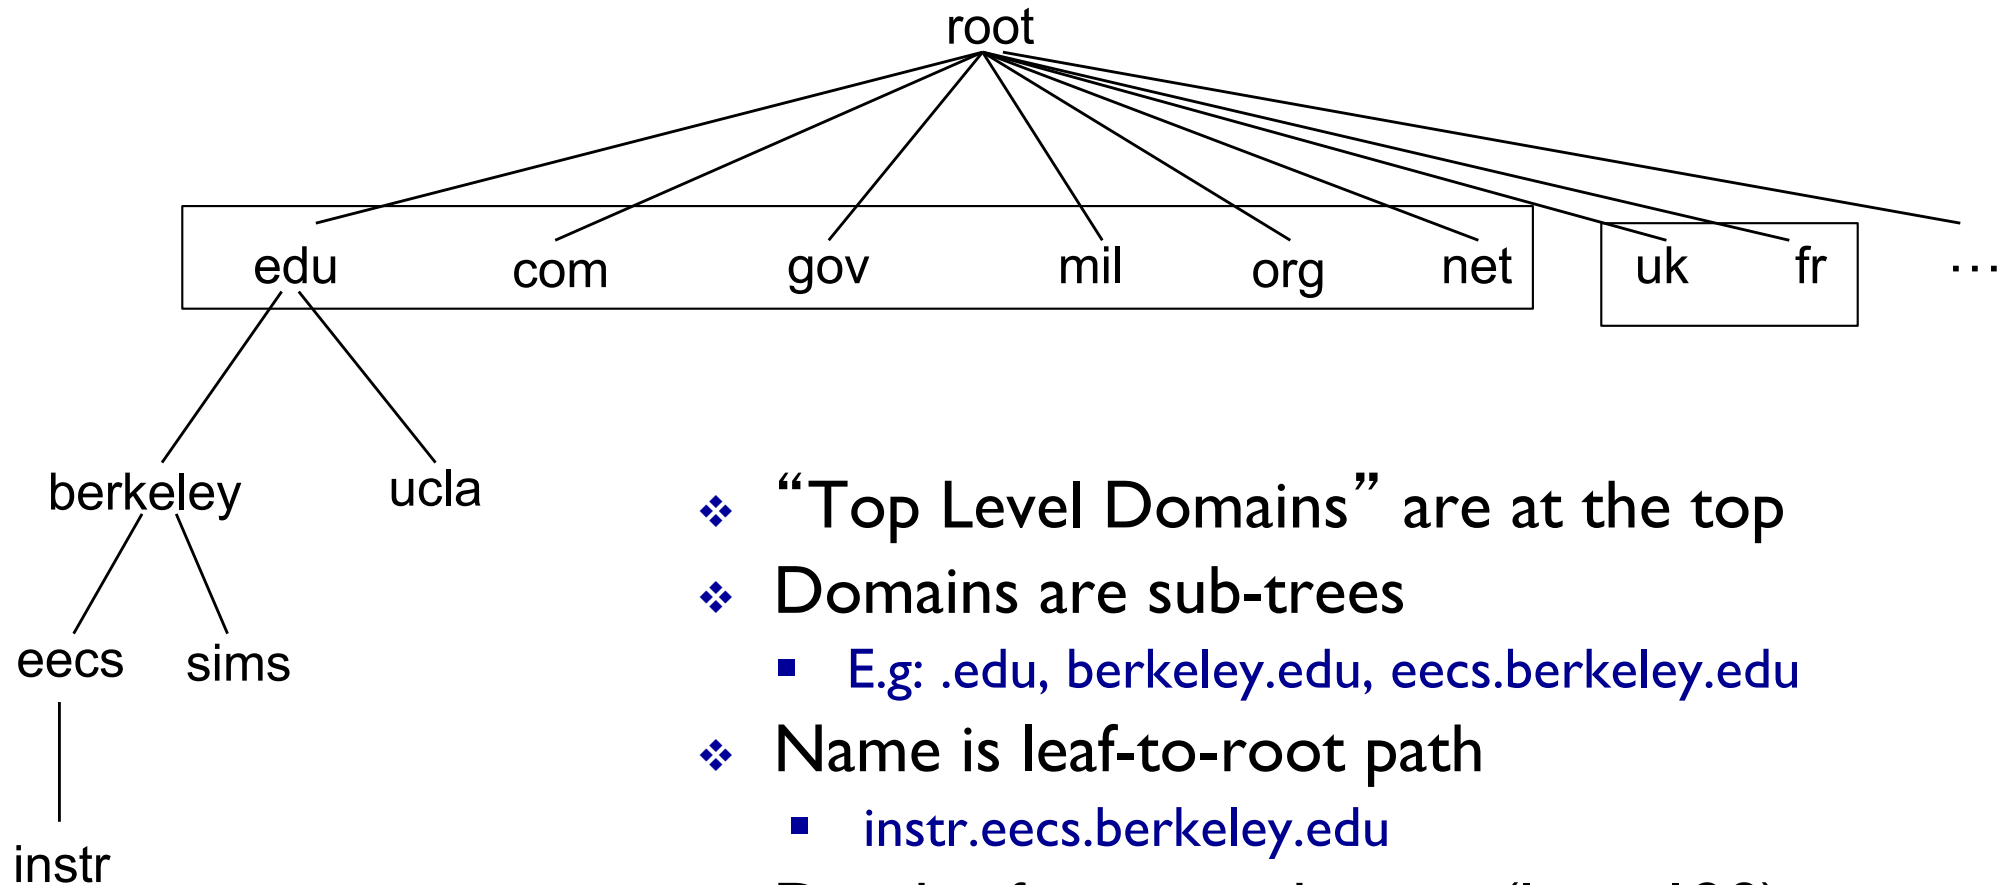 root
edu com gov mil org net uk fr ...
berkeley ucla
“Top Level Domains” are at the top
Domains are sub-trees
eecs sims
E.g: .edu, berkeley.edu, eecs.berkeley.edu
Name is leaf-to-root path
instr.eecs.berkeley.edu
instr